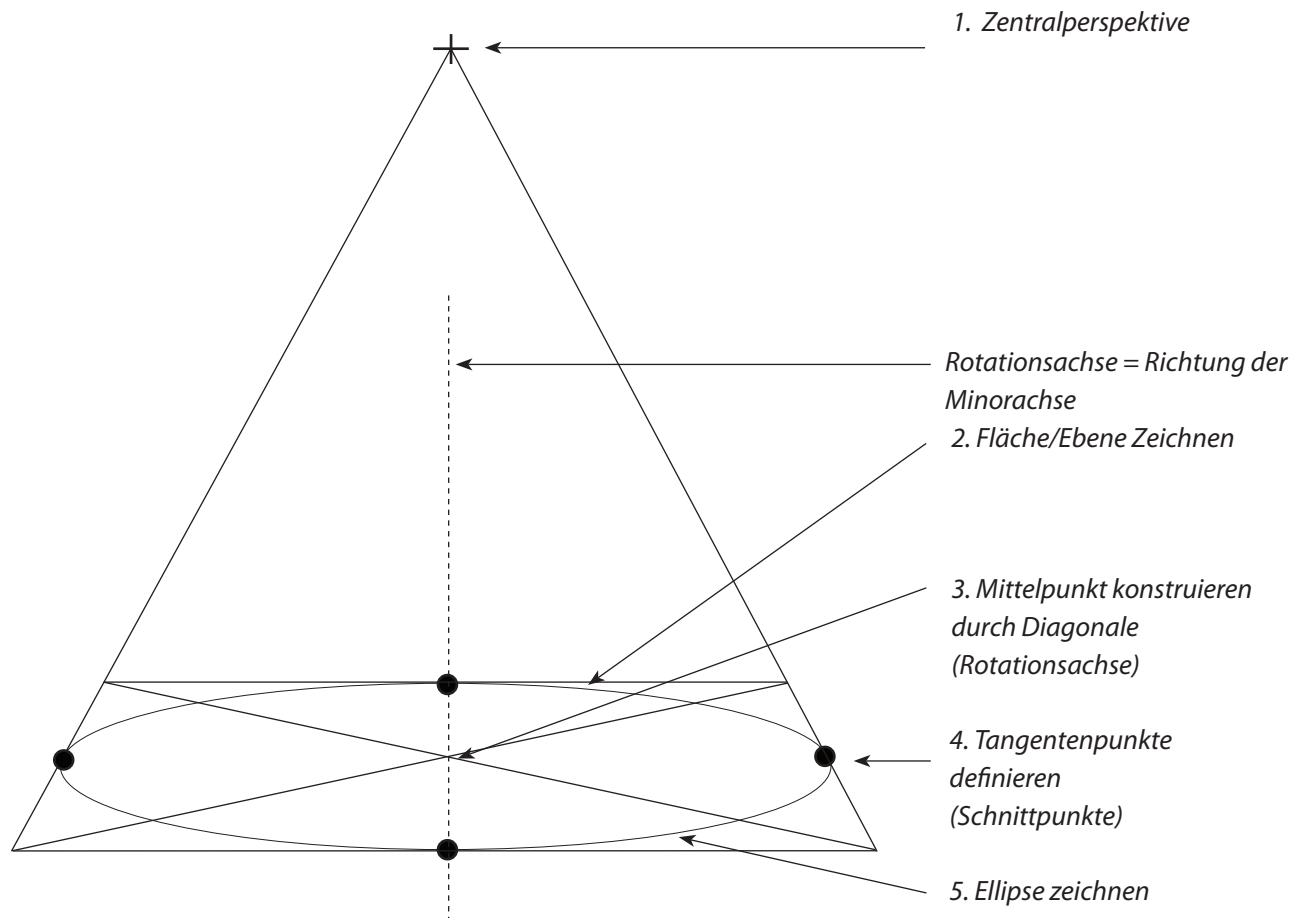 1. Zentralperspektive
Rotationsachse = Richtung der
Minorachse
2. Fläche/Ebene Zeichnen
3. Mittelpunkt konstruieren
durch Diagonale
(Rotationsachse)
4. Tangentenpunkte
definieren
(Schnittpunkte)
5. Ellipse zeichnen